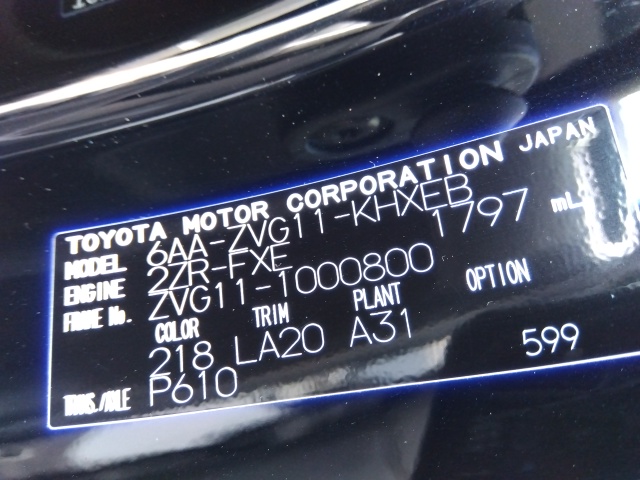 TOYOTA MOTOR CORPORATION JAPAN
MODEL 6AA-ZVG11-KHXEB
ENGINE 2ZR-FXE 1797 mL
FRAME No. ZVG11-1000800
COLOR TRIM PLANT OPTION
218 LA20 A31 599
TRANS./AXLE P610